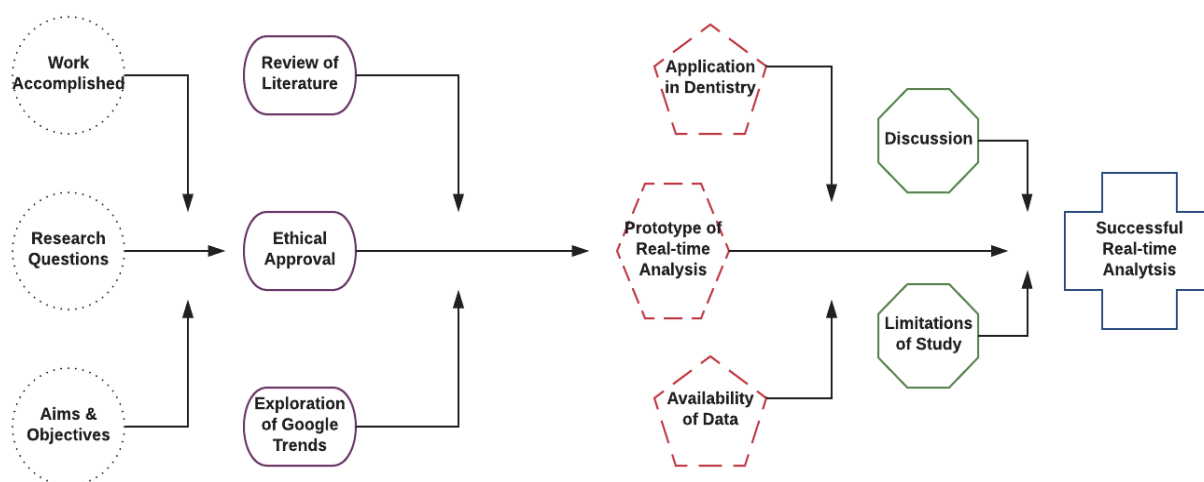 Work
Accomplished
Research
Questions
Aims &
Objectives
Review of
Literature
Ethical
Approval
Exploration
of Google
Trends
Application
in Dentistry
Prototype of
Real-time
Analysis
Availability
of Data
Discussion
Limitations
of Study
Successful
Real-time
Analytsis